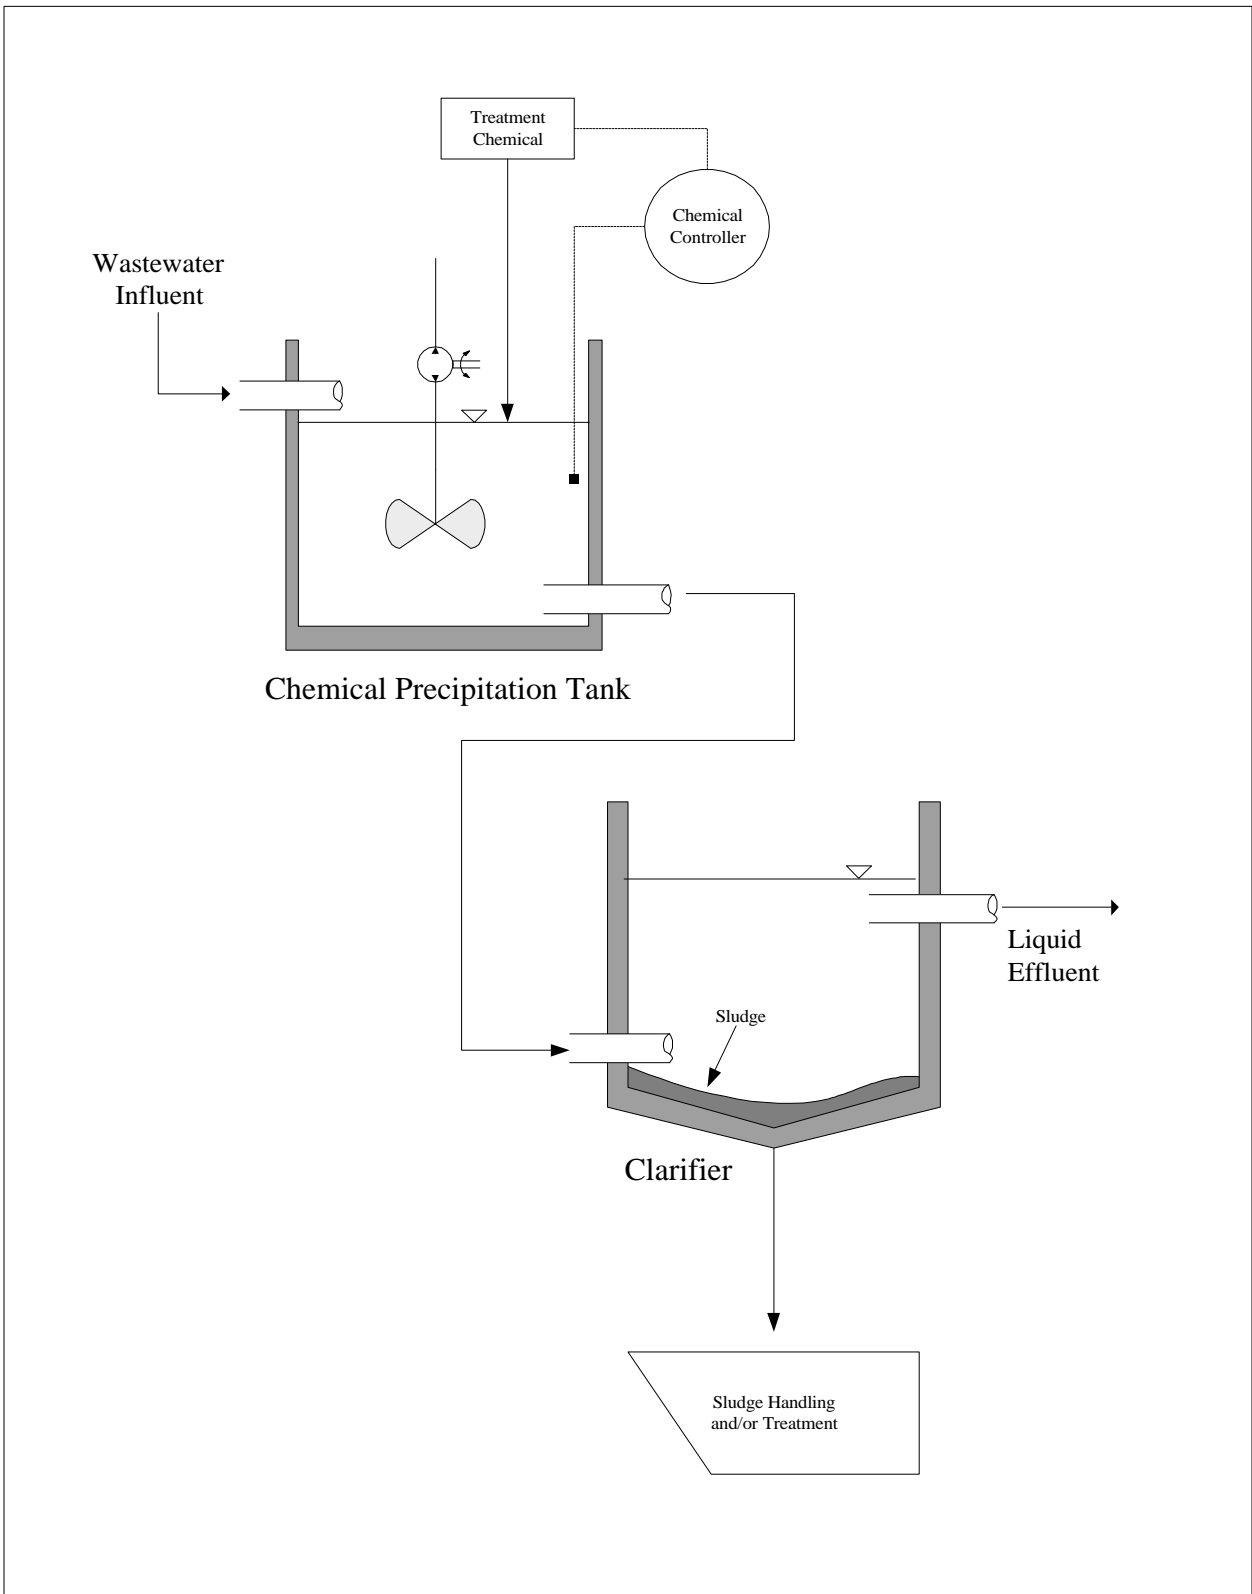 Treatment
Chemical
Chemical
Controller
Wastewater
Influent
Chemical Precipitation Tank
Liquid
Effluent
Sludge
Clarifier
Sludge Handling
and/or Treatment